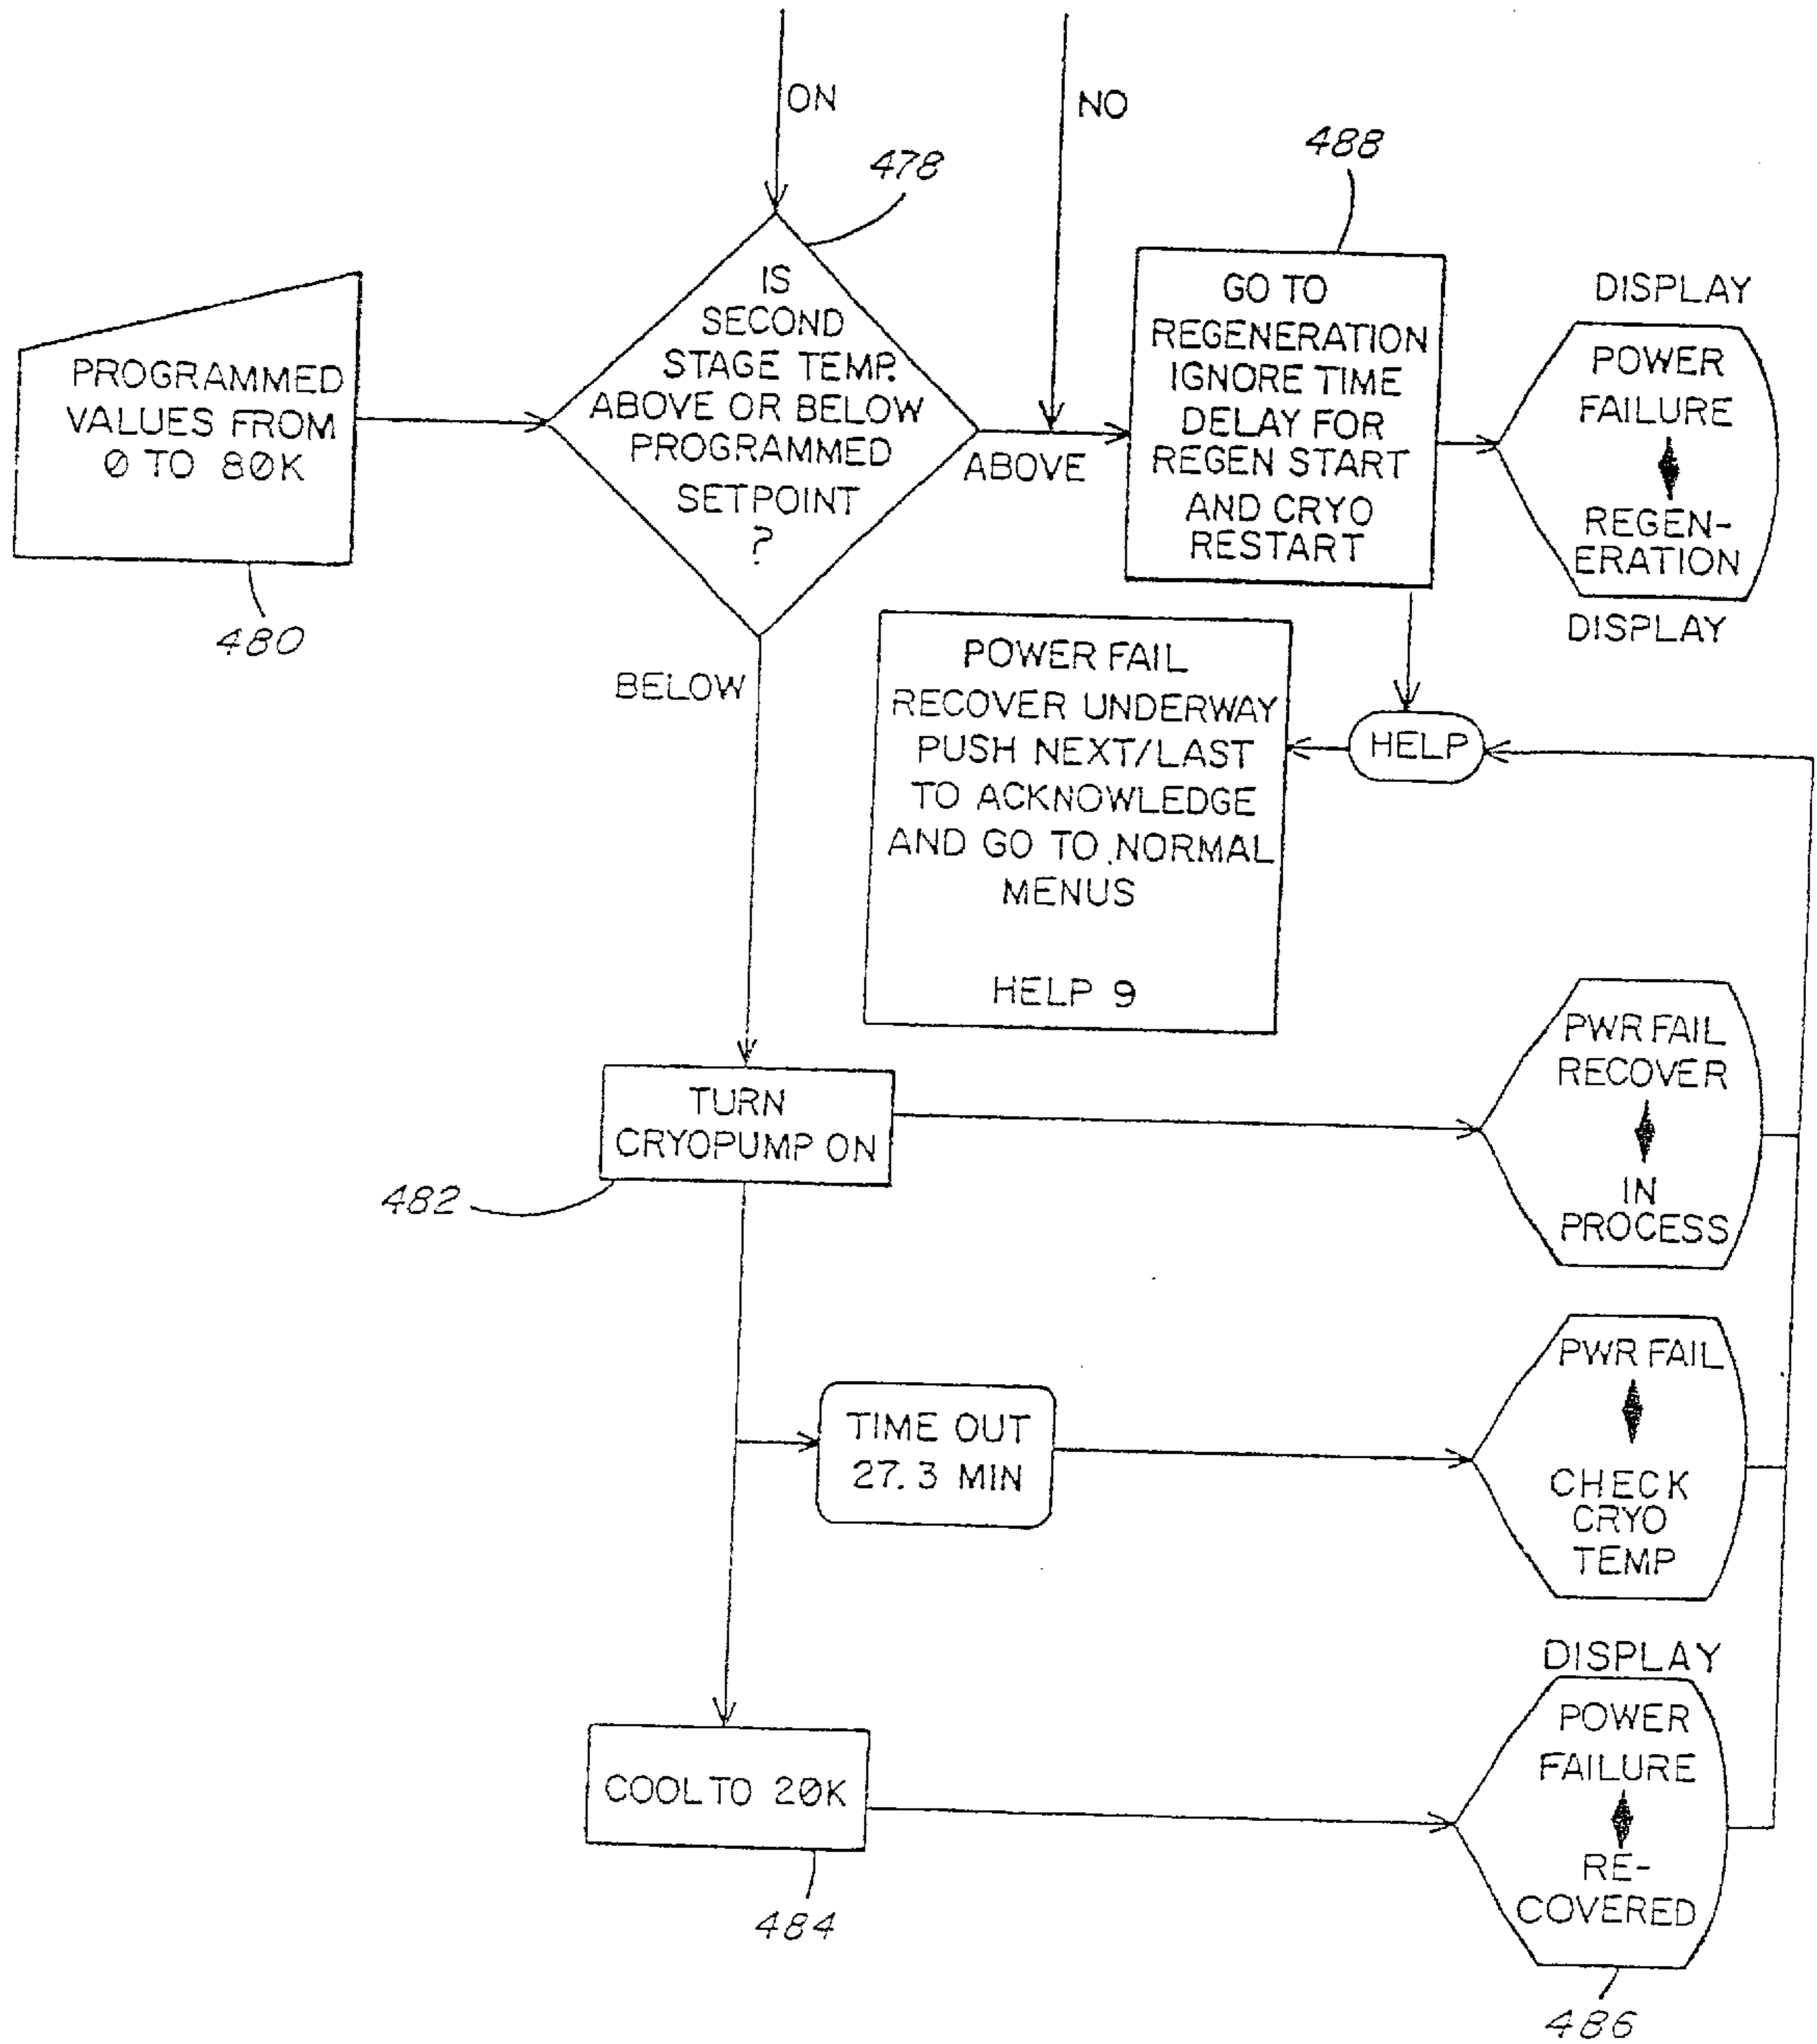 ON
NO
478
488
IS
SECOND
STAGE TEMP.
ABOVE OR BELOW
PROGRAMMED
SETPOINT
?
PROGRAMMED
VALUES FROM
0 TO 80K
480
ABOVE
GO TO
REGENERATION
IGNORE TIME
DELAY FOR
REGEN START
AND CRYO
RESTART
DISPLAY
POWER
FAILURE
REGEN-
ERATION
DISPLAY
BELOW
POWER FAIL
RECOVER UNDERWAY
PUSH NEXT/LAST
TO ACKNOWLEDGE
AND GO TO NORMAL
MENUS
HELP 9
HELP
TURN
CRYOPUMP ON
482
PWR FAIL
RECOVER
IN
PROCESS
TIME OUT
27.3 MIN
PWR FAIL
CHECK
CRYO
TEMP
COOL TO 20K
484
DISPLAY
POWER
FAILURE
RE-
COVERED
486